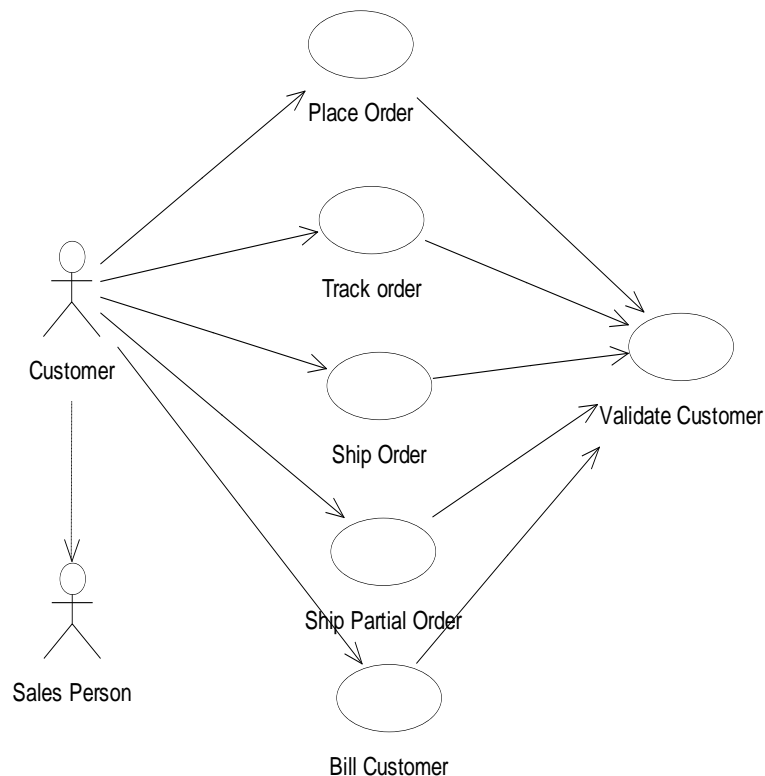 Place Order
Track order
Customer
Validate Customer
Ship Order
Ship Partial Order
Sales Person
Bill Customer